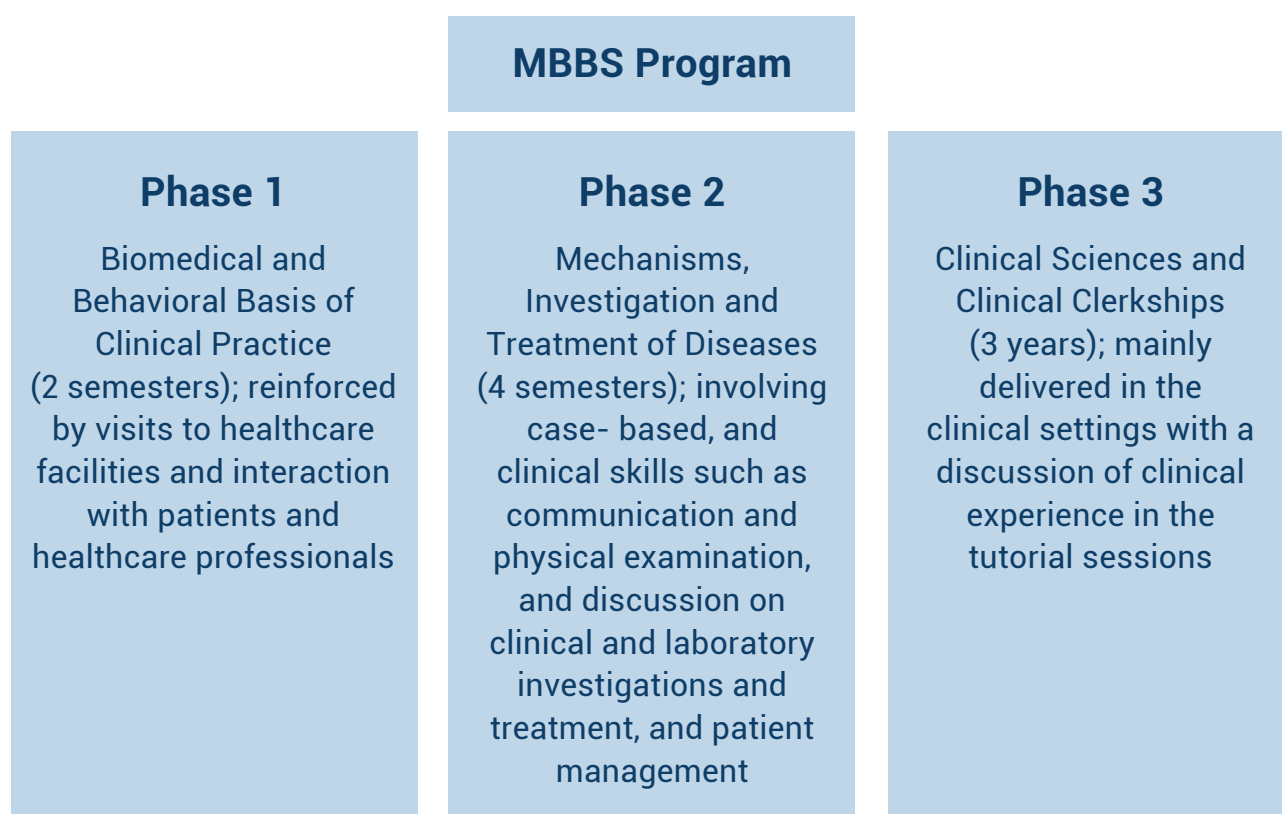 MBBS Program
Phase 1
Biomedical and
Behavioral Basis of
Clinical Practice
(2 semesters); reinforced
by visits to healthcare
facilities and interaction
with patients and
healthcare professionals
Phase 2
Mechanisms,
Investigation and
Treatment of Diseases
(4 semesters); involving
case- based, and
clinical skills such as
communication and
physical examination,
and discussion on
clinical and laboratory
investigations and
treatment, and patient
management
Phase 3
Clinical Sciences and
Clinical Clerkships
(3 years); mainly
delivered in the
clinical settings with a
discussion of clinical
experience in the
tutorial sessions